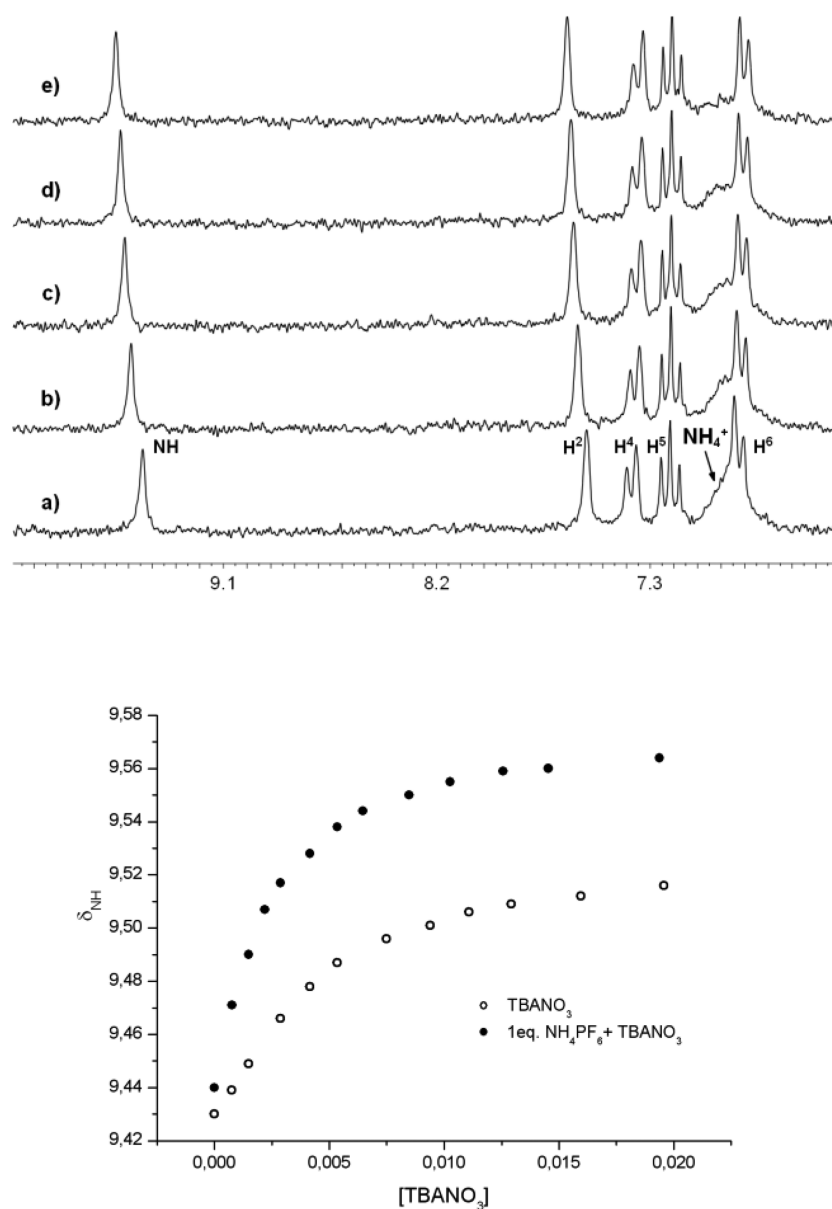 e)
d)
c)
b)
NH H² H⁴ H⁵ NH₄⁺ H⁶
a)
9.1 8.2 7.3
9,58
9,56
9,54
9,52
9,50
9,48
9,46
9,44
9,42
δ_NH
TBANO₃
1eq. NH₄PF₆+ TBANO₃
0,000 0,005 0,010 0,015 0,020
[TBANO₃]